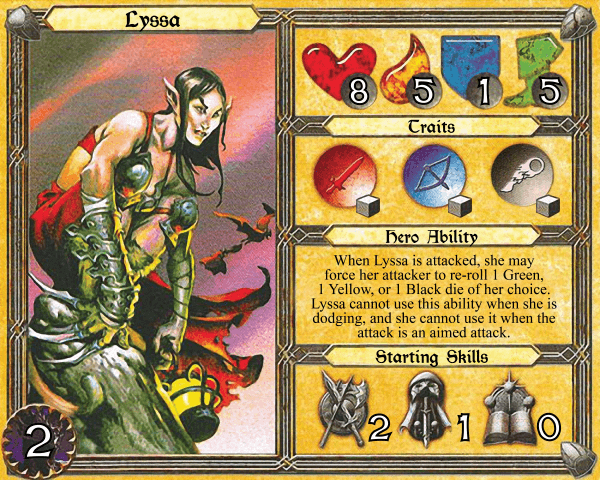 Lyssa
8 5 1 5
Traits
Hero Ability
When Lyssa is attacked, she may
force her attacker to re-roll 1 Green,
1 Yellow, or 1 Black die of her choice.
Lyssa cannot use this ability when she is
dodging, and she cannot use it when the
attack is an aimed attack.
Starting Skills
2 1 0
2